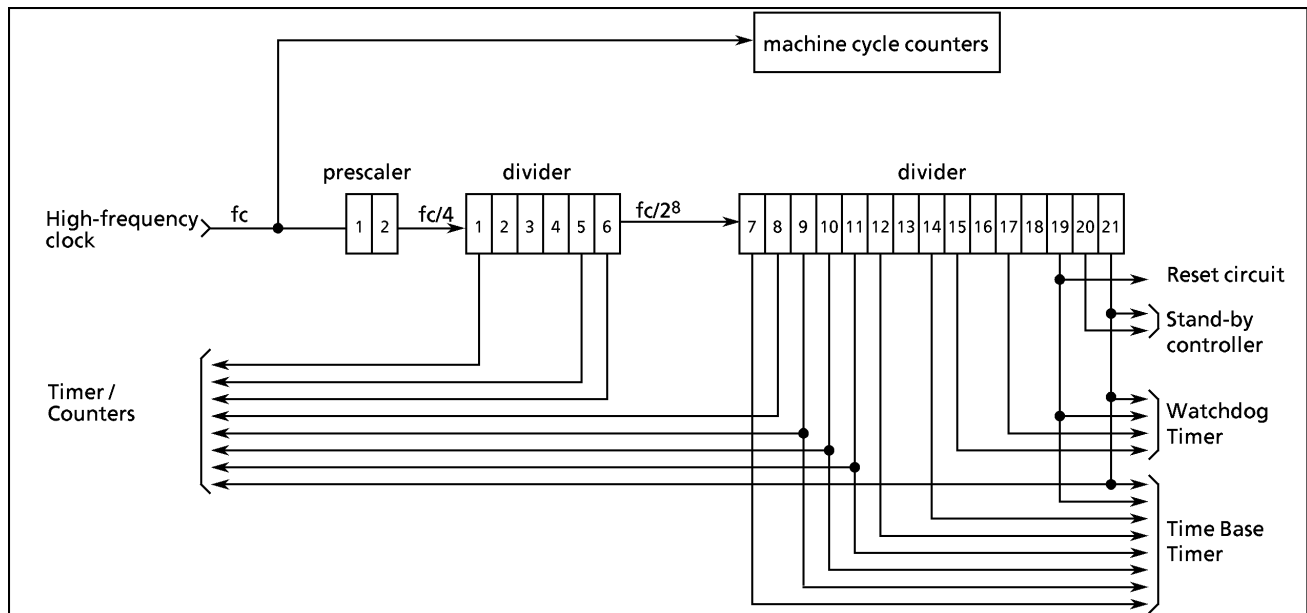 machine cycle counters
prescaler
divider
divider
High-frequency
clock
fc
1 2
fc/4
1 2 3 4 5 6
fc/2⁸
7 8 9 10 11 12 13 14 15 16 17 18 19 20 21
Reset circuit
Stand-by
controller
Timer /
Counters
Watchdog
Timer
Time Base
Timer